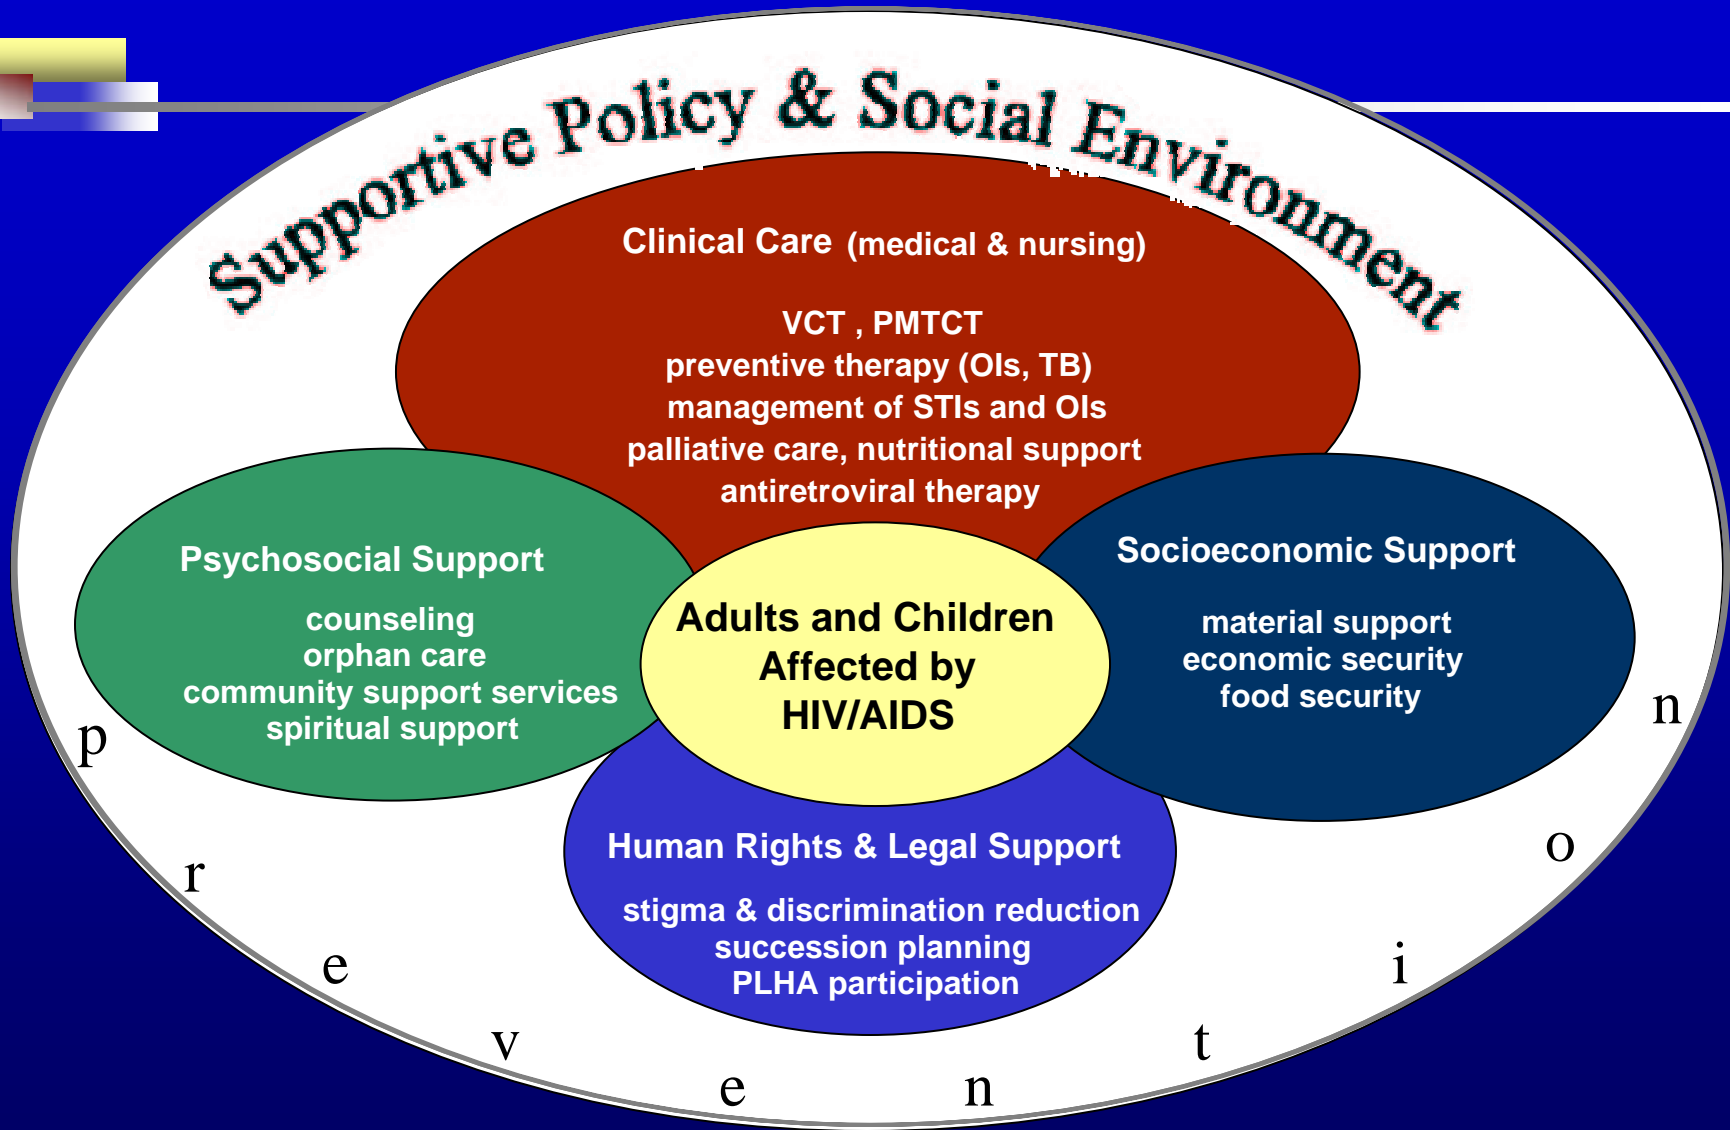 Supportive Policy & Social Environment
Clinical Care (medical & nursing)
VCT , PMTCT
preventive therapy (OIs, TB)
management of STIs and OIs
palliative care, nutritional support
antiretroviral therapy
Psychosocial Support
counseling
orphan care
community support services
spiritual support
Adults and Children
Affected by
HIV/AIDS
Socioeconomic Support
material support
economic security
food security
Human Rights & Legal Support
stigma & discrimination reduction
succession planning
PLHA participation
prevention